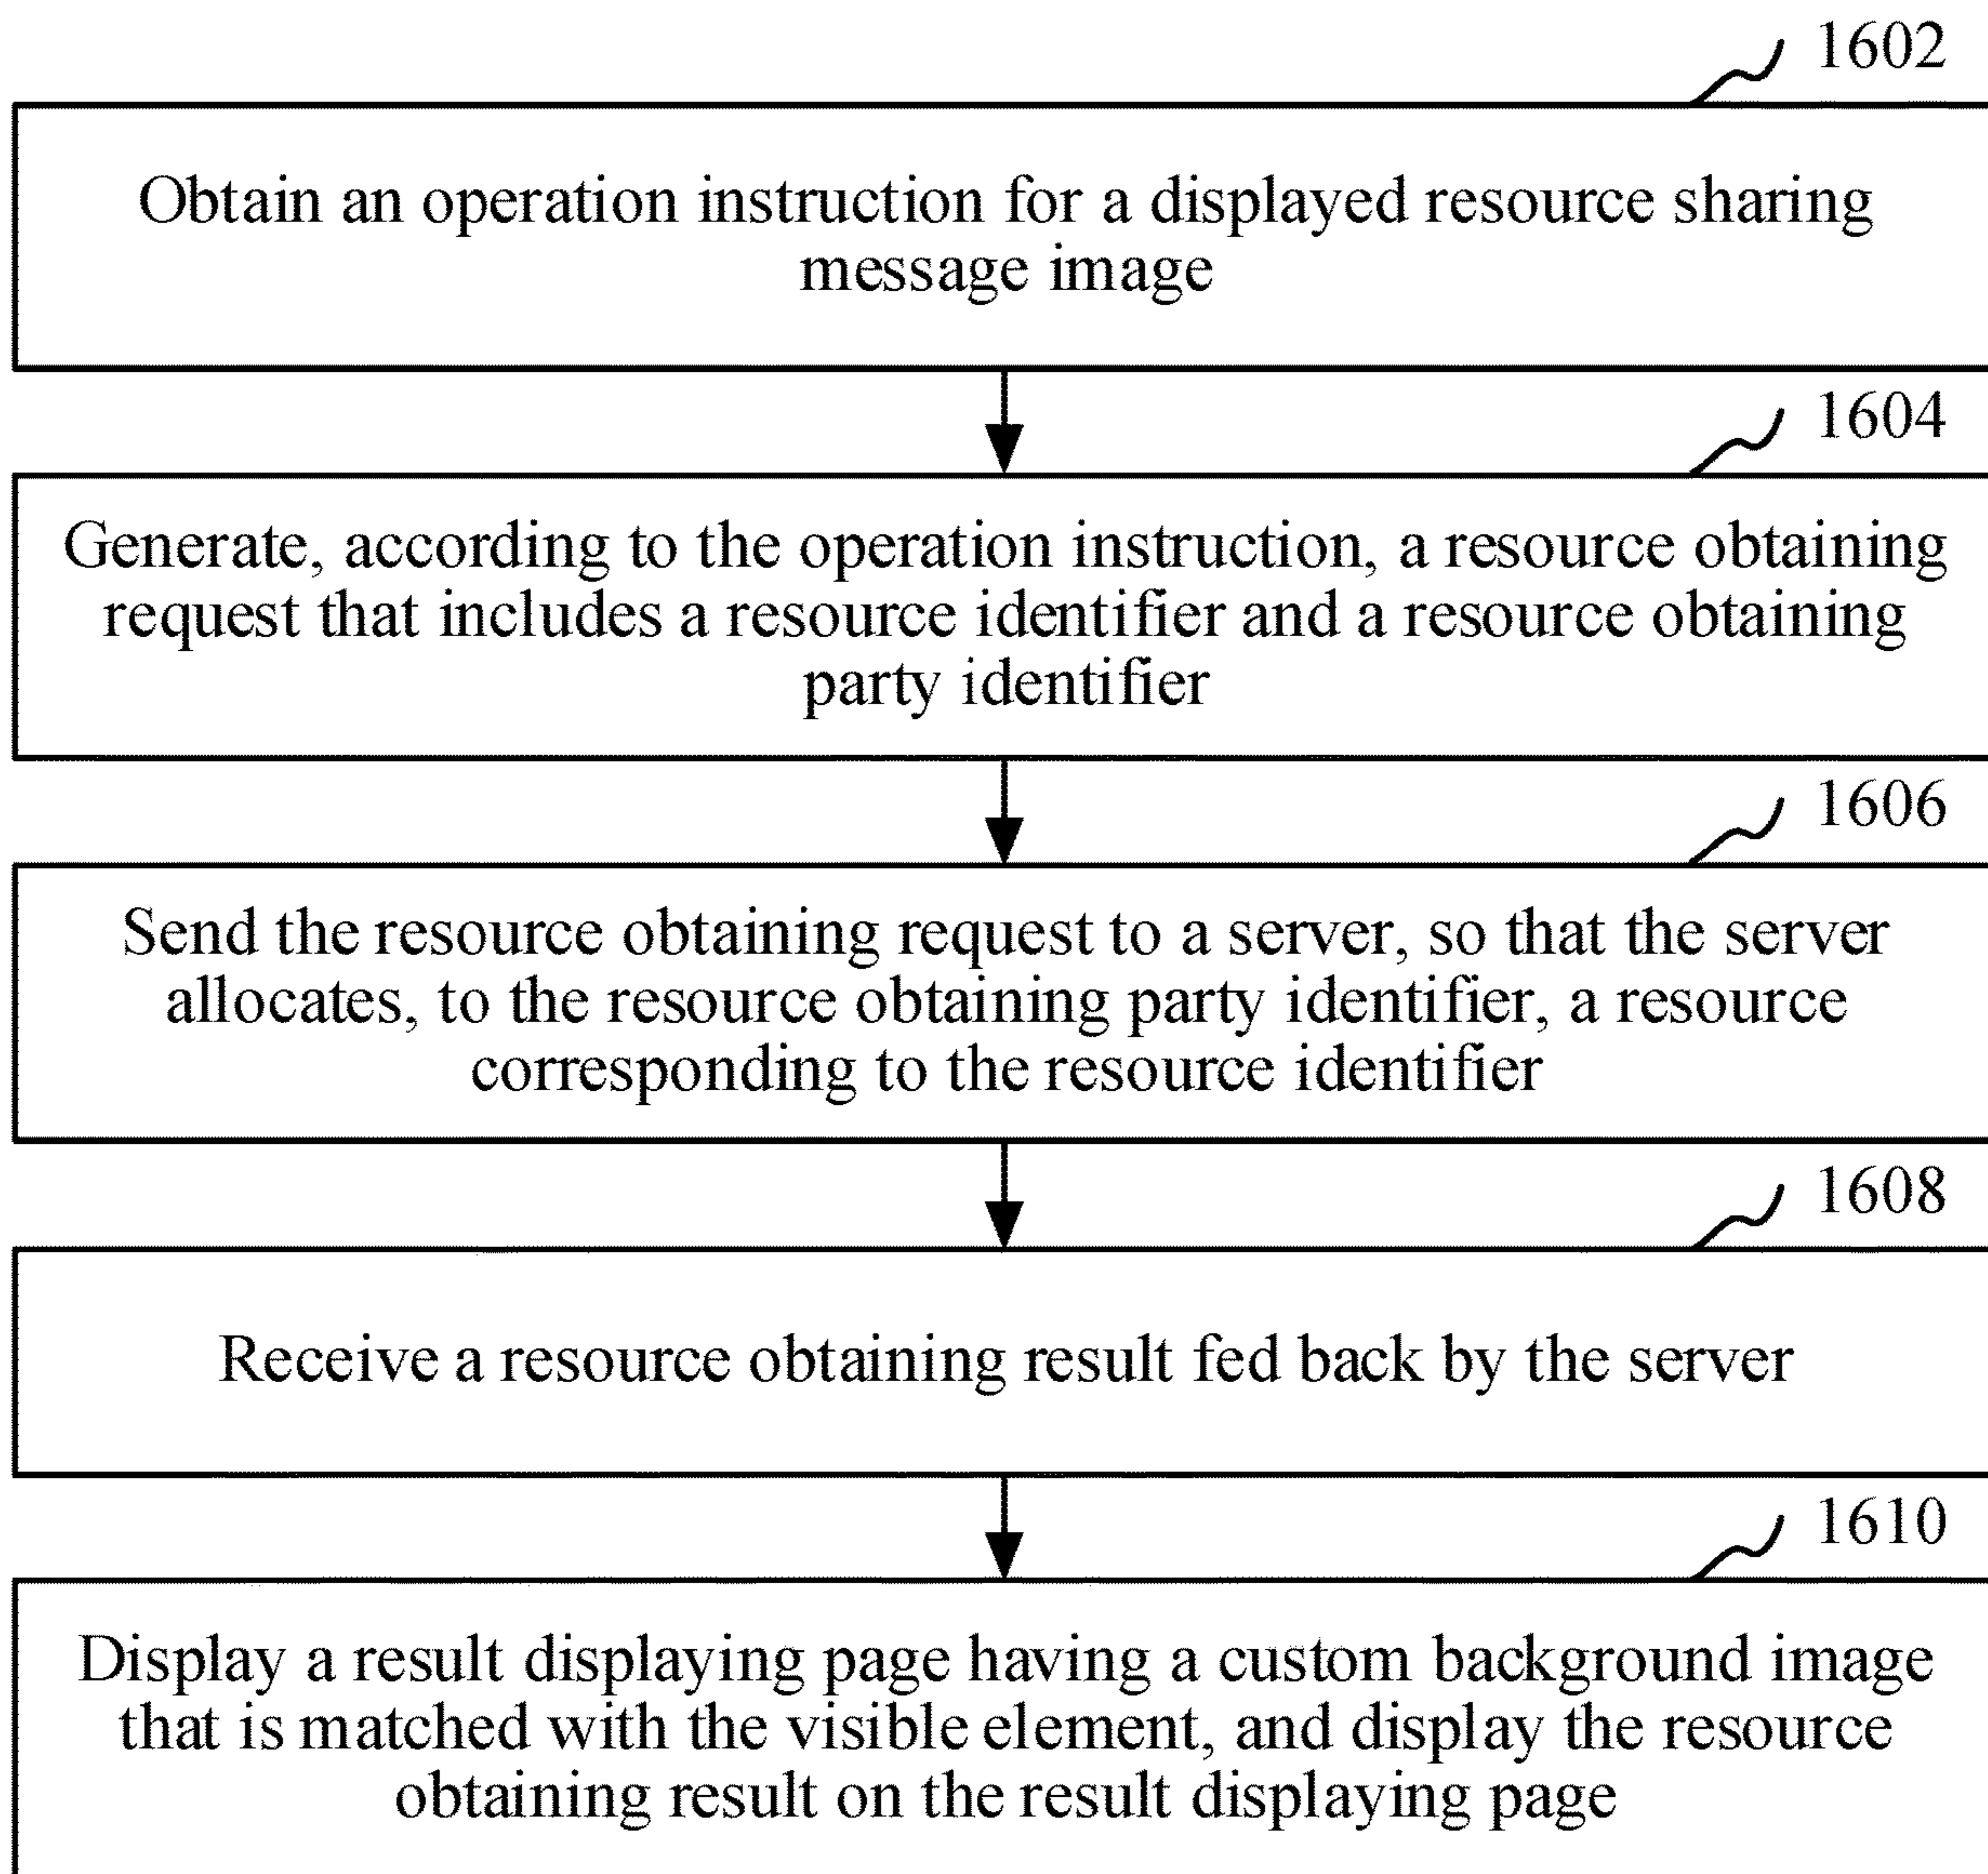 1602
Obtain an operation instruction for a displayed resource sharing
message image
1604
Generate, according to the operation instruction, a resource obtaining
request that includes a resource identifier and a resource obtaining
party identifier
1606
Send the resource obtaining request to a server, so that the server
allocates, to the resource obtaining party identifier, a resource
corresponding to the resource identifier
1608
Receive a resource obtaining result fed back by the server
1610
Display a result displaying page having a custom background image
that is matched with the visible element, and display the resource
obtaining result on the result displaying page